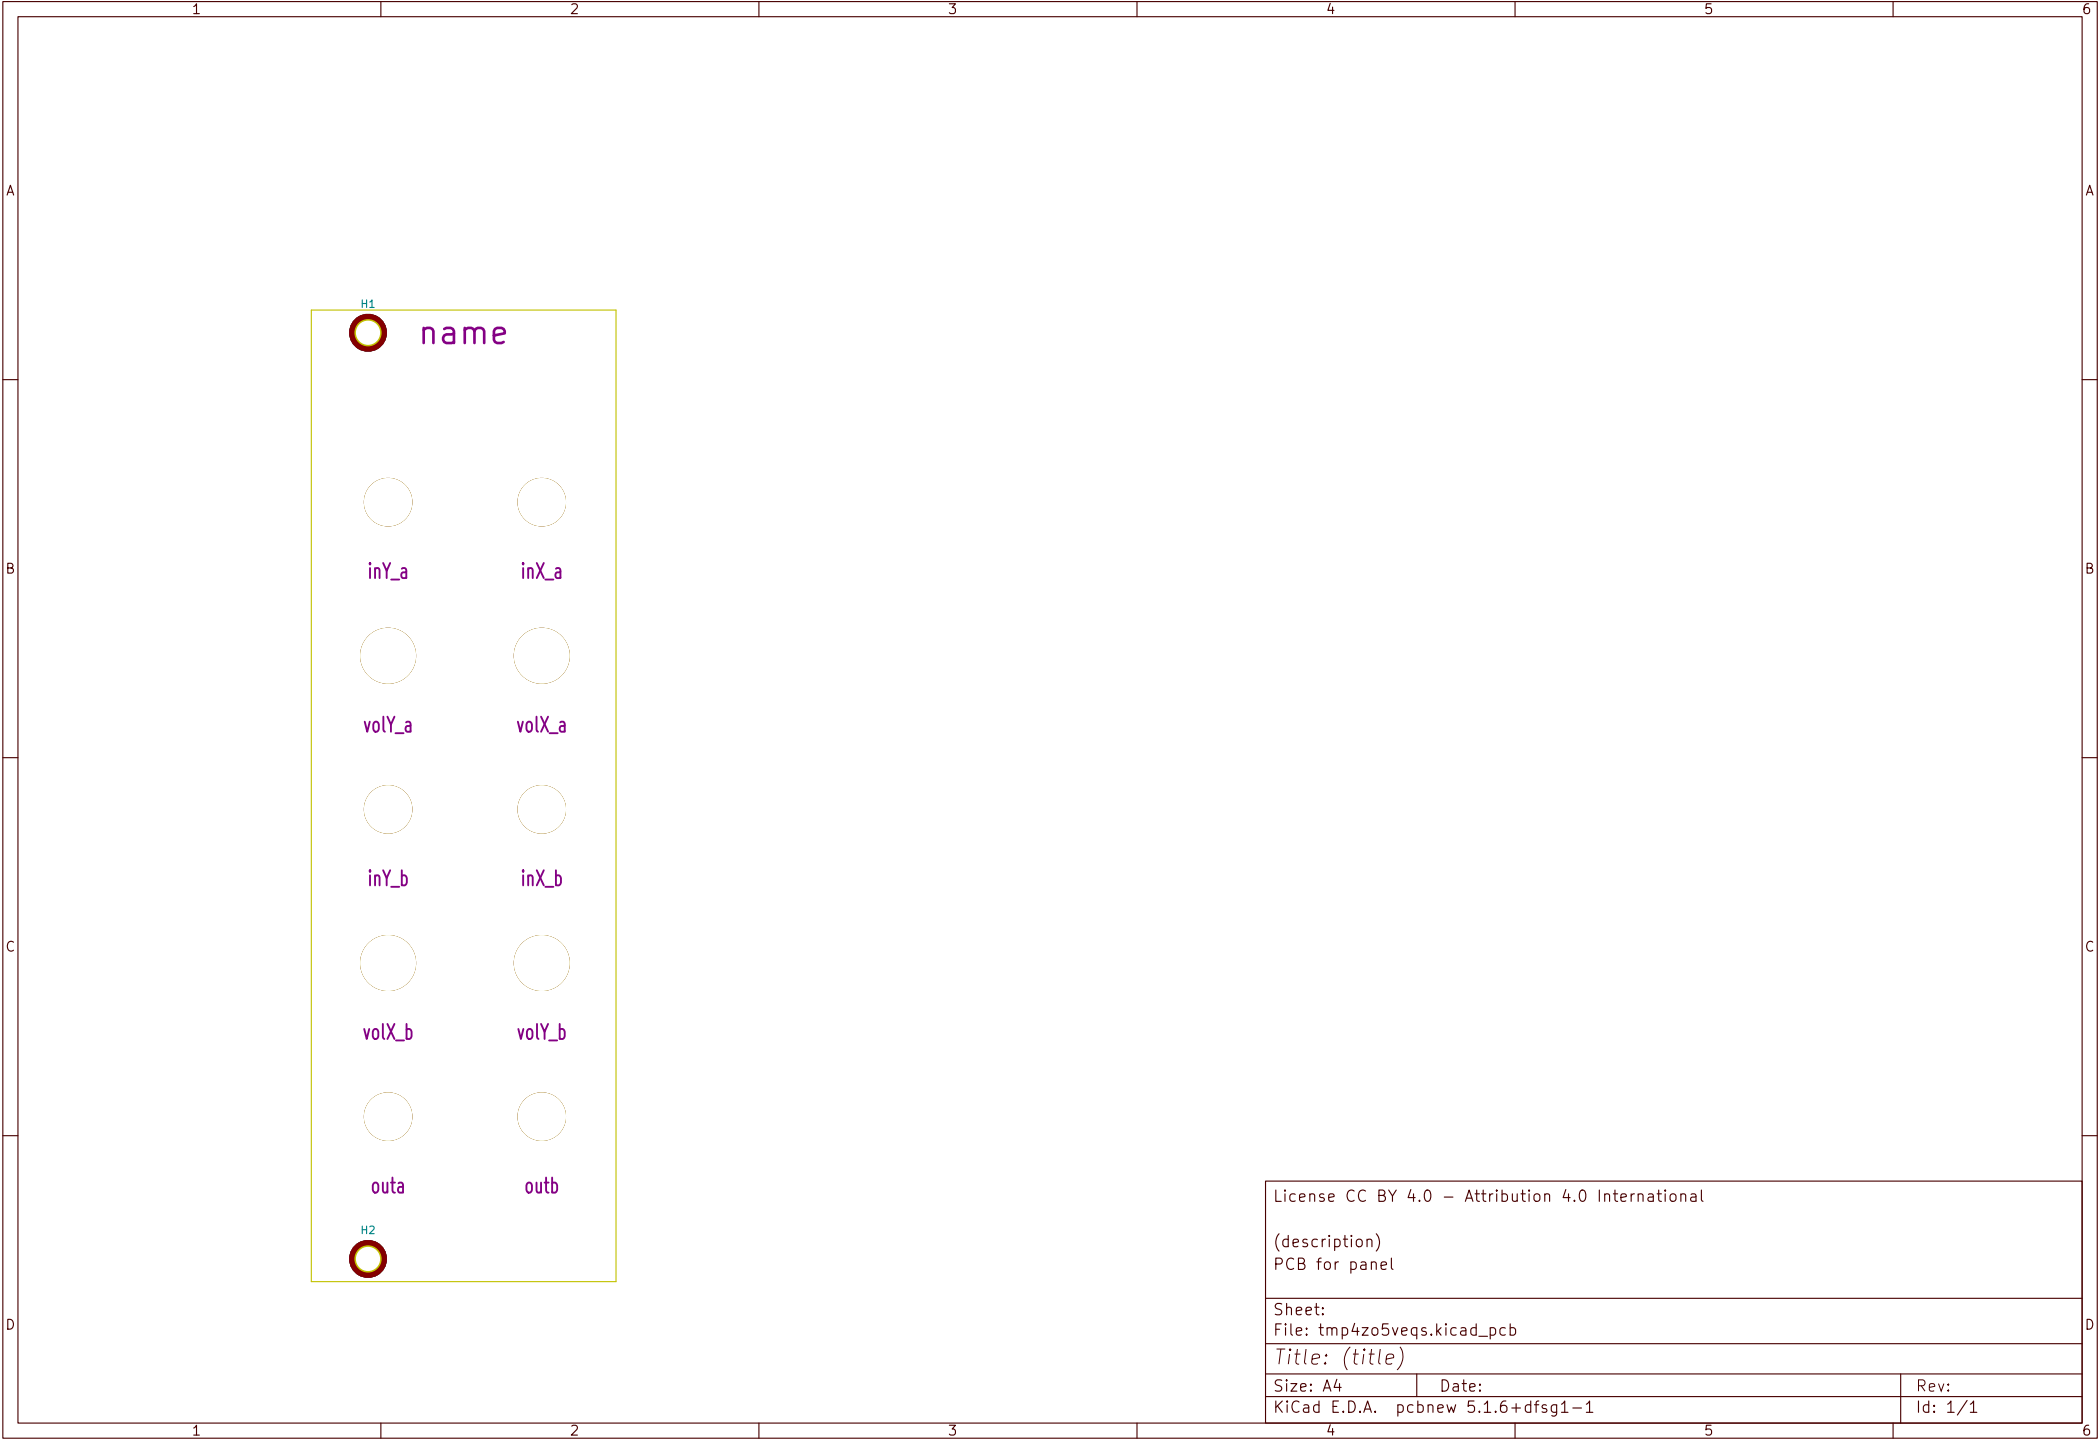 1 2 3 4 5 6
A A
H1
name
B B
inY_a inX_a
volY_a volX_a
inY_b inX_b
C C
volX_b volY_b
outa outb
H2
License CC BY 4.0 - Attribution 4.0 International
(description)
PCB for panel
Sheet:
File: tmp4zo5veqs.kicad_pcb
D D
Title: (title)
Size: A4 Date: Rev:
KiCad E.D.A. pcbnew 5.1.6+dfsg1-1 Id: 1/1
1 2 3 4 5 6